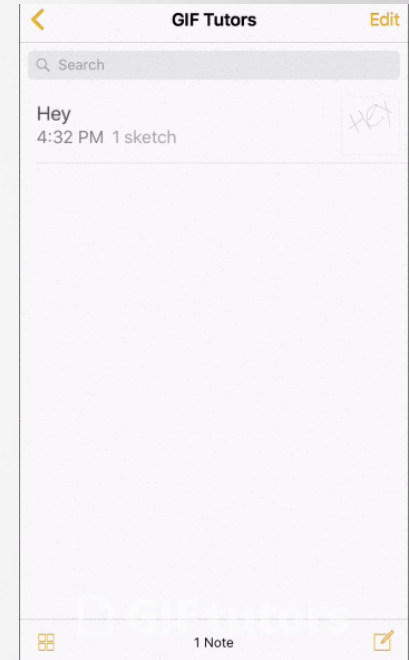 GIF Tutors Edit
Search
Hey
4:32 PM 1 sketch
HEY
1 Note
GIF tutors